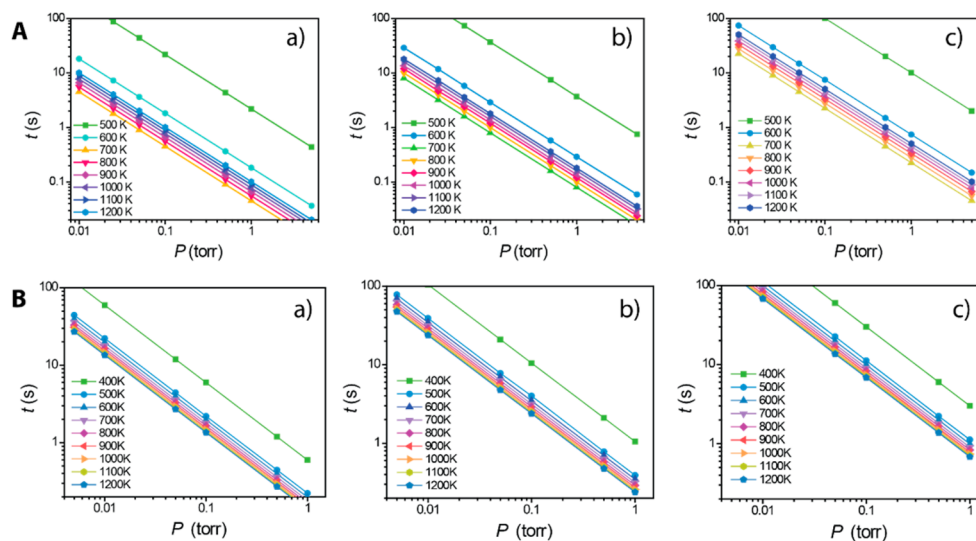 A
a)
100
10
1
0.1
t (s)
500 K
600 K
700 K
800 K
900 K
1000 K
1100 K
1200 K
0.01
0.1
1
P (torr)
b)
100
10
1
0.1
t (s)
500 K
600 K
700 K
800 K
900 K
1000 K
1100 K
1200 K
0.01
0.1
1
P (torr)
c)
100
10
1
0.1
t (s)
500 K
600 K
700 K
800 K
900 K
1000 K
1100 K
1200 K
0.01
0.1
1
P (torr)
B
a)
100
10
1
t (s)
400K
500K
600K
700K
800K
900K
1000K
1100K
1200K
0.01
0.1
1
P (torr)
b)
100
10
1
t (s)
400K
500K
600K
700K
800K
900K
1000K
1100K
1200K
0.01
0.1
1
P (torr)
c)
100
10
1
t (s)
400K
500K
600K
700K
800K
900K
1000K
1100K
1200K
0.01
0.1
1
P (torr)